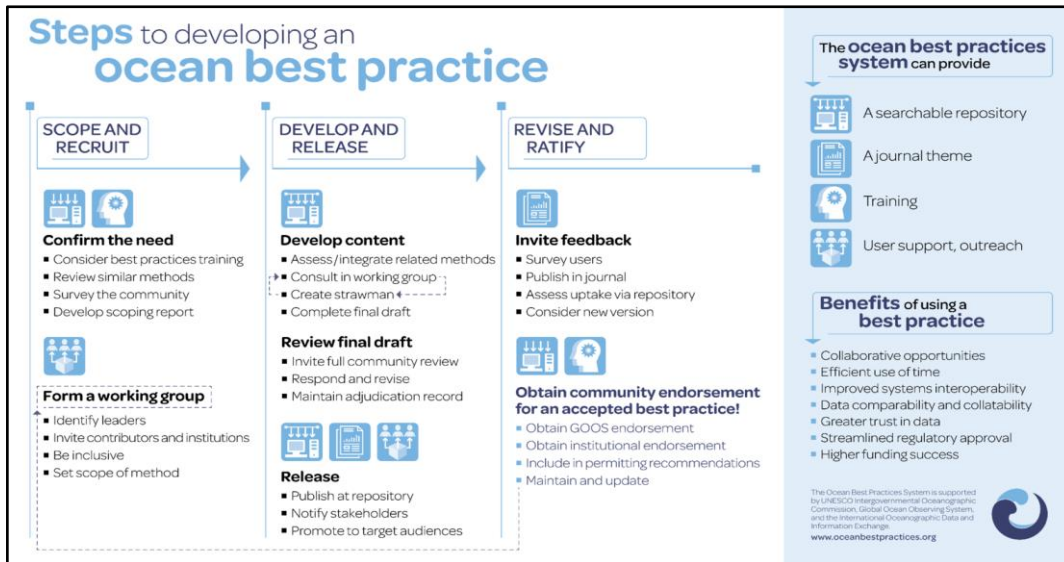 Steps to developing an
ocean best practice
SCOPE AND
RECRUIT
Confirm the need
▪ Consider best practices training
▪ Review similar methods
▪ Survey the community
▪ Develop scoping report
Form a working group
▪ Identify leaders
▪ Invite contributors and institutions
▪ Be inclusive
▪ Set scope of method
DEVELOP AND
RELEASE
Develop content
▪ Assess/integrate related methods
▪ Consult in working group
▪ Create strawman
▪ Complete final draft
Review final draft
▪ Invite full community review
▪ Respond and revise
▪ Maintain adjudication record
Release
▪ Publish at repository
▪ Notify stakeholders
▪ Promote to target audiences
REVISE AND
RATIFY
Invite feedback
▪ Survey users
▪ Publish in journal
▪ Assess uptake via repository
▪ Consider new version
Obtain community endorsement
for an accepted best practice!
▪ Obtain GOOS endorsement
▪ Obtain institutional endorsement
▪ Include in permitting recommendations
▪ Maintain and update
The ocean best practices
system can provide
A searchable repository
A journal theme
Training
User support, outreach
Benefits of using a
best practice
▪ Collaborative opportunities
▪ Efficient use of time
▪ Improved systems interoperability
▪ Data comparability and collatability
▪ Greater trust in data
▪ Streamlined regulatory approval
▪ Higher funding success
The Ocean Best Practices System is supported
by UNESCO Intergovernmental Oceanographic
Commission, Global Ocean Observing System,
and the International Oceanographic Data and
Information Exchange.
www.oceanbestpractices.org